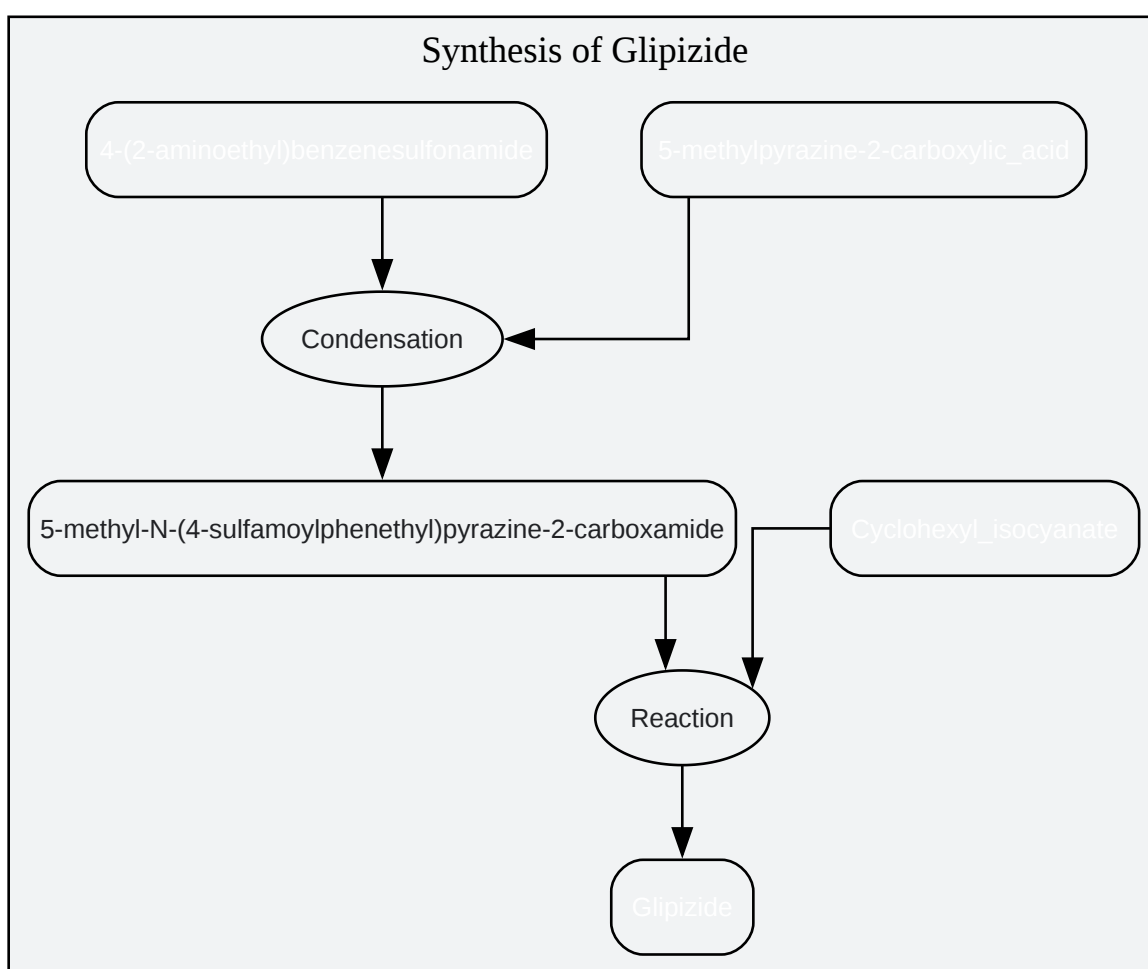 Synthesis of Glipizide
4-(2-aminoethyl)benzenesulfonamide
5-methylpyrazine-2-carboxylic_acid
Condensation
5-methyl-N-(4-sulfamoylphenethyl)pyrazine-2-carboxamide
Cyclohexyl_isocyanate
Reaction
Glipizide